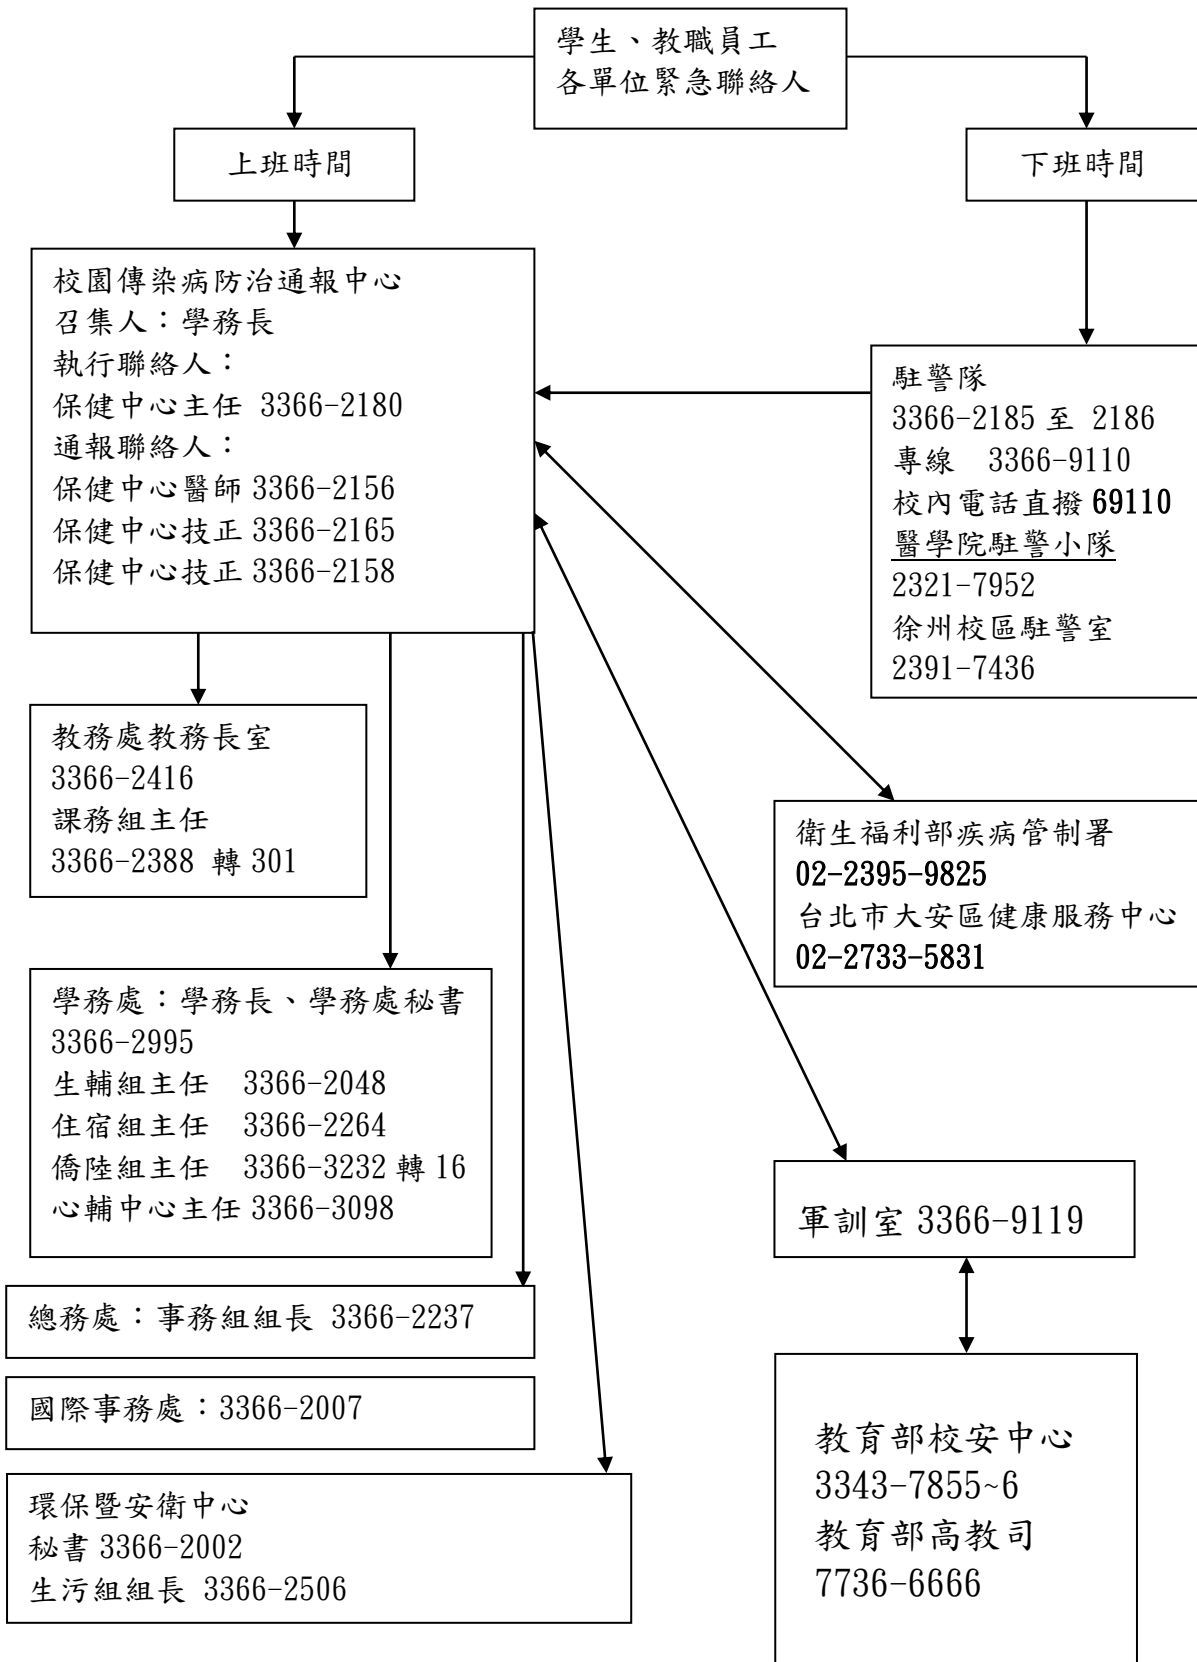 學生、教職員工
各單位緊急聯絡人
上班時間
下班時間
校園傳染病防治通報中心
召集人：學務長
執行聯絡人：
保健中心主任 3366-2180
通報聯絡人：
保健中心醫師 3366-2156
保健中心技正 3366-2165
保健中心技正 3366-2158
駐警隊
3366-2185 至 2186
專線 3366-9110
校內電話直撥 69110
醫學院駐警小隊
2321-7952
徐州校區駐警室
2391-7436
教務處教務長室
3366-2416
課務組主任
3366-2388 轉 301
衛生福利部疾病管制署
02-2395-9825
台北市大安區健康服務中心
02-2733-5831
學務處：學務長、學務處秘書
3366-2995
生輔組主任 3366-2048
住宿組主任 3366-2264
僑陸組主任 3366-3232 轉 16
心輔中心主任 3366-3098
軍訓室 3366-9119
總務處：事務組組長 3366-2237
國際事務處：3366-2007
環保暨安衛中心
秘書 3366-2002
生污組組長 3366-2506
教育部校安中心
3343-7855~6
教育部高教司
7736-6666